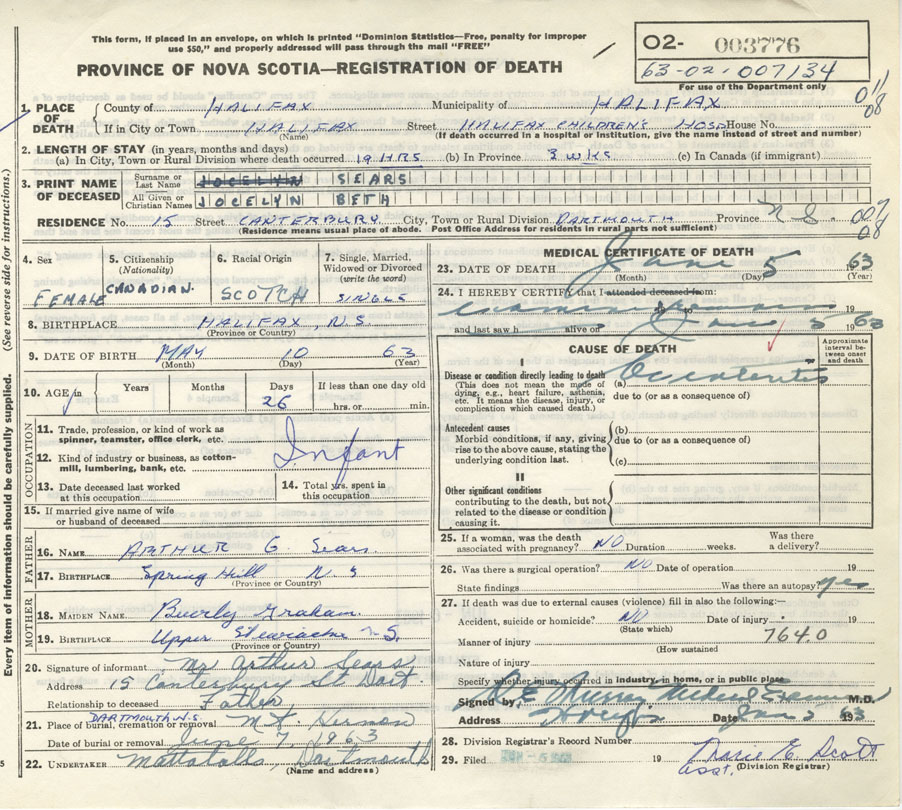 This form, if placed in an envelope, on which is printed "Dominion Statistics—Free, penalty for improper
use $50," and properly addressed will pass through the mail "FREE"
PROVINCE OF NOVA SCOTIA—REGISTRATION OF DEATH
O2- 003776
63-02-007134
For use of the Department only
1. PLACE OF DEATH
County of HALIFAX Municipality of HALIFAX 011
If in City or Town HALIFAX Street HALIFAX CHILDREN'S HOSP House No. 08
(Name) (If death occurred in a hospital or institution, give the name instead of street and number)
2. LENGTH OF STAY (in years, months and days)
(a) In City, Town or Rural Division where death occurred 19 HRS (b) In Province 3 WKS (c) In Canada (if immigrant)
3. PRINT NAME OF DECEASED
Surname or Last Name JOCELYN SEARS
All Given or Christian Names JOCELYN BETH
RESIDENCE No. 15 Street CANTERBURY City, Town or Rural Division DARTMOUTH Province N S 007
(Residence means usual place of abode. Post Office Address for residents in rural parts not sufficient) 08
(See reverse side for instructions.)
Every item of information should be carefully supplied.
4. Sex FEMALE
5. Citizenship (Nationality) CANADIAN.
6. Racial Origin SCOTCH
7. Single, Married, Widowed or Divorced (write the word) SINGLE
8. BIRTHPLACE HALIFAX, N.S.
(Province or Country)
9. DATE OF BIRTH MAY 10 63
(Month) (Day) (Year)
10. AGE in Years Months Days 26 If less than one day old hrs. or min.
OCCUPATION
11. Trade, profession, or kind of work as spinner, teamster, office clerk, etc. Infant
12. Kind of industry or business, as cotton-mill, lumbering, bank, etc.
13. Date deceased last worked at this occupation
14. Total yrs. spent in this occupation
15. If married give name of wife or husband of deceased
FATHER
16. NAME ARTHUR G. Sears
17. BIRTHPLACE Spring Hill N S
(Province or Country)
MOTHER
18. MAIDEN NAME Beverly Graham.
19. BIRTHPLACE Upper Stewiacke N.S.
(Province or Country)
20. Signature of informant Mr Arthur Sears
Address 15 Canterbury St Dart.
Relationship to deceased Father
DARTMOUTH N.S.
21. Place of burial, cremation or removal Mt. Hermon
Date of burial or removal June 7, 1963
22. UNDERTAKER Mattatalls, Dartmouth
(Name and address)
MEDICAL CERTIFICATE OF DEATH
23. DATE OF DEATH June 5 1963
(Month) (Day) (Year)
24. I HEREBY CERTIFY that I attended deceased from:
19
and last saw h alive on June 5 1963
CAUSE OF DEATH
Approximate interval between onset and death
I
Disease or condition directly leading to death (a)
(This does not mean the mode of dying, e.g., heart failure, asthenia, etc. It means the disease, injury, or complication which caused death.)
due to (or as a consequence of)
Antecedent causes (b)
Morbid conditions, if any, giving rise to the above cause, stating the underlying condition last.
due to (or as a consequence of)
(c)
II
Other significant conditions
contributing to the death, but not related to the disease or condition causing it.
25. If a woman, was the death associated with pregnancy? NO Duration weeks. Was there a delivery?
26. Was there a surgical operation? NO Date of operation 19
State findings Was there an autopsy? yes
27. If death was due to external causes (violence) fill in also the following:—
Accident, suicide or homicide? NO Date of injury 19
(State which)
Manner of injury 764.0
(How sustained
Nature of injury
Specify whether injury occurred in industry, in home, or in public place
Signed by Murray Medical Examiner M.D.
Address Date June 5 1963
28. Division Registrar's Record Number
29. Filed 19 Marie E. Scott
asst. (Division Registrar)